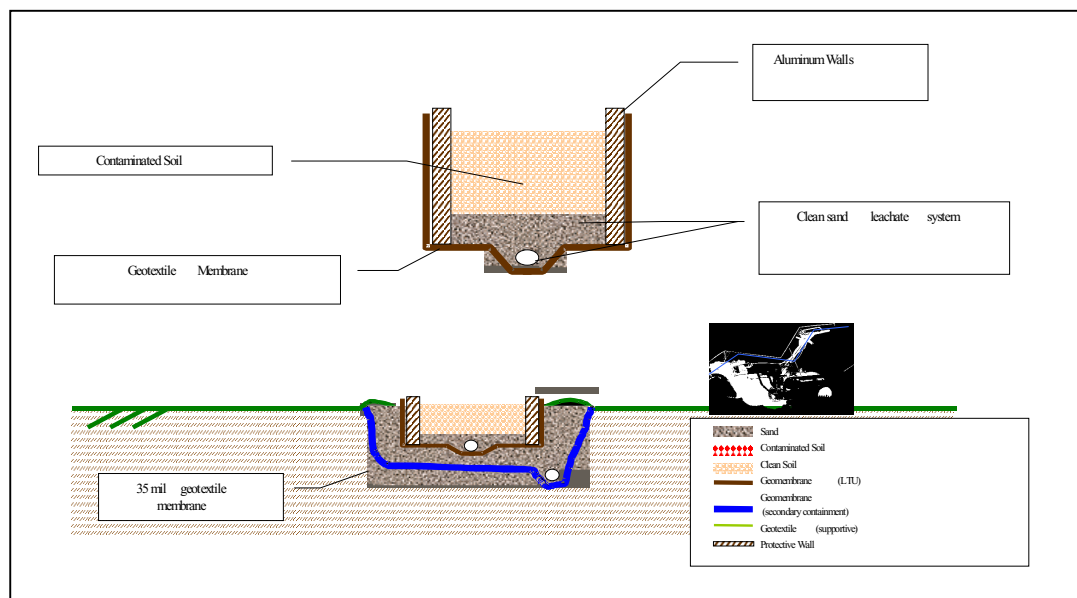 Aluminum Walls
Contaminated Soil
Clean sand leachate system
Geotextile Membrane
35 mil geotextile
membrane
Sand
Contaminated Soil
Clean Soil
Geomembrane (LTU)
Geomembrane
(secondary containment)
Geotextile (supportive)
Protective Wall